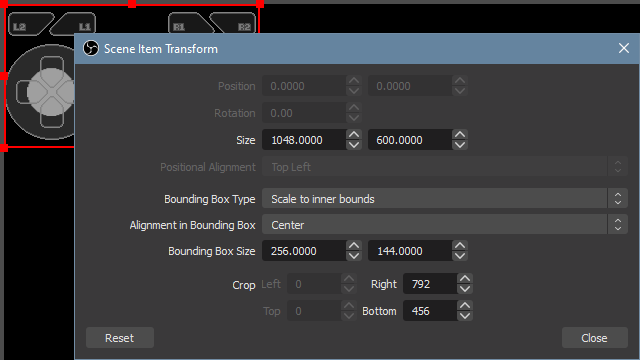 L2 L1 R1 R2
Scene Item Transform
Position 0.0000 0.0000
Rotation 0.00
Size 1048.0000 600.0000
Positional Alignment Top Left
Bounding Box Type Scale to inner bounds
Alignment in Bounding Box Center
Bounding Box Size 256.0000 144.0000
Crop Left 0 Right 792
Top 0 Bottom 456
Reset Close